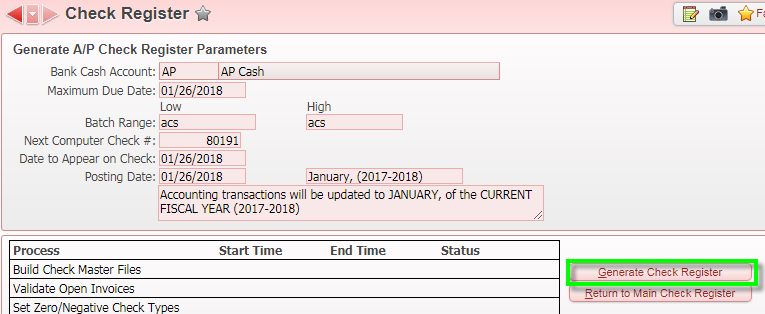 Check Register
Fa
Generate A/P Check Register Parameters
Bank Cash Account: AP AP Cash
Maximum Due Date: 01/26/2018
Low High
Batch Range: acs acs
Next Computer Check #: 80191
Date to Appear on Check: 01/26/2018
Posting Date: 01/26/2018 January, (2017-2018)
Accounting transactions will be updated to JANUARY, of the CURRENT
FISCAL YEAR (2017-2018)
Process Start Time End Time Status
Build Check Master Files
Generate Check Register
Validate Open Invoices
Return to Main Check Register
Set Zero/Negative Check Types